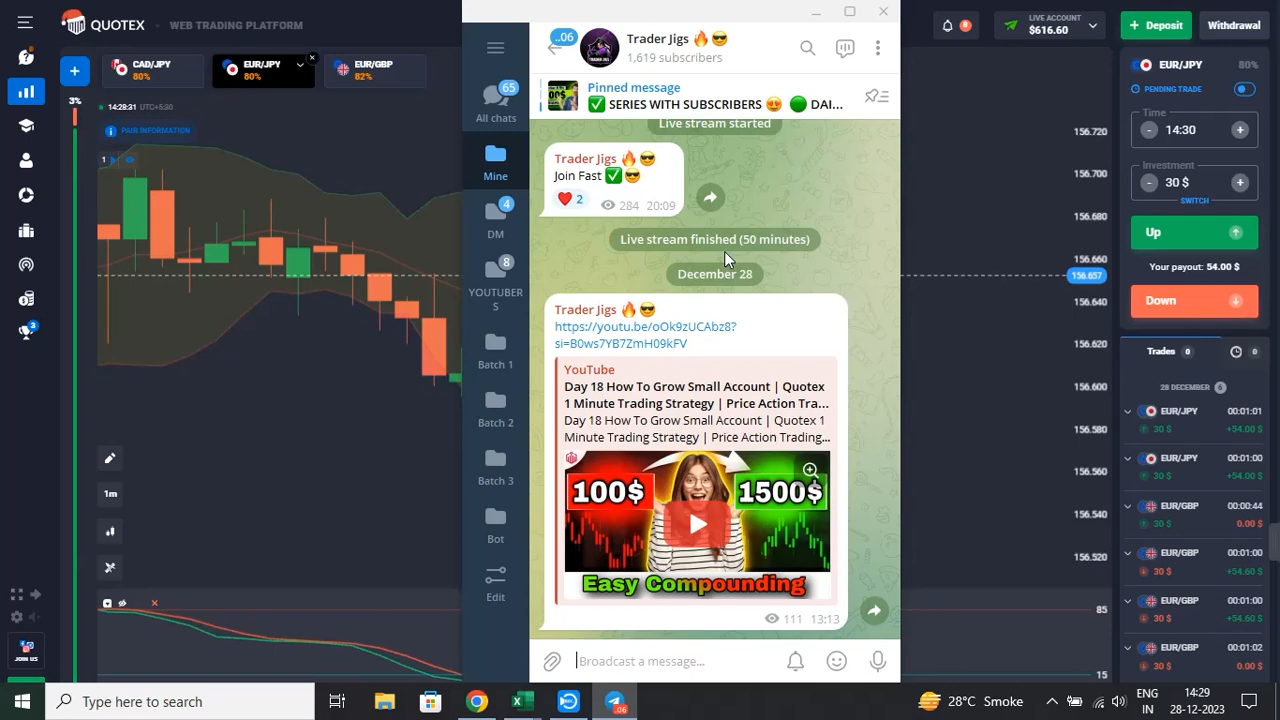 QUOTEX
WEB TRADING PLATFORM
8
LIVE ACCOUNT
$616.60
Deposit
Withdrawal
CAD/JPY
80%
EUR/JPY
80%
EUR/GBP
82%
3%
14:28:31 UTC+5:30
PAIR INFORMATION
1
1m
3
JOIN US
..06
Trader Jigs 🔥😎
1,619 subscribers
65
All chats
Mine
4
DM
8
YOUTUBER
S
Batch 1
Batch 2
Batch 3
Bot
Edit
Pinned message
✅ SERIES WITH SUBSCRIBERS 😍 🟢 DAI...
Live stream started
Trader Jigs 🔥😎
Join Fast ✅😎
❤️ 2
284 20:09
Live stream finished (50 minutes)
December 28
Trader Jigs 🔥😎
https://youtu.be/oOk9zUCAbz8?
si=B0ws7YB7ZmH09kFV
YouTube
Day 18 How To Grow Small Account | Quotex
1 Minute Trading Strategy | Price Action Tra...
Day 18 How To Grow Small Account | Quotex 1
Minute Trading Strategy | Price Action Trading...
100$
1500$
Easy Compounding
111 13:13
Broadcast a message...
156.720
156.700
156.680
156.660
156.657
156.640
156.620
156.600
156.580
156.560
156.540
156.520
85
15
EUR/JPY
80%
PENDING TRADE
Time
- 14:30 +
Investment
- 30 $ +
SWITCH
Up
Your payout: 54.00 $
Down
Trades 0
0
28 DECEMBER 6
EUR/JPY 00:01:01
30 $ +54.00 $
EUR/JPY 00:01:00
30 $ +54.00 $
EUR/GBP 00:00:44
30 $ 0.00 $
EUR/GBP 00:01:00
30 $ +54.60 $
EUR/GBP 00:01:00
30 $ +54.60 $
EUR/GBP 00:01:02
30 $ 0.00 $
Type here to search
.06
28°C Smoke
ENG
IN
14:29
28-12-2023